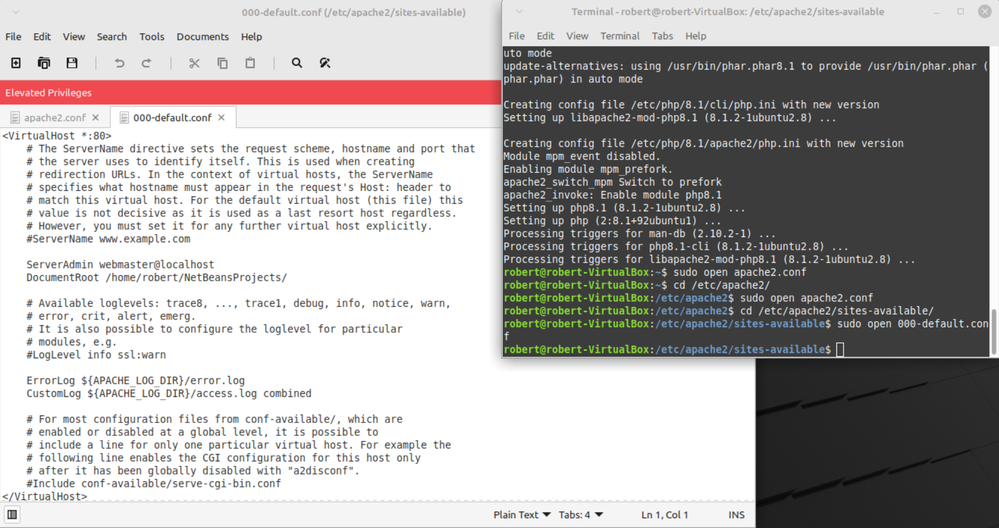 000-default.conf (/etc/apache2/sites-available)
File Edit View Search Tools Documents Help
Elevated Privileges
apache2.conf
000-default.conf
<VirtualHost *:80>
# The ServerName directive sets the request scheme, hostname and port that
# the server uses to identify itself. This is used when creating
# redirection URLs. In the context of virtual hosts, the ServerName
# specifies what hostname must appear in the request's Host: header to
# match this virtual host. For the default virtual host (this file) this
# value is not decisive as it is used as a last resort host regardless.
# However, you must set it for any further virtual host explicitly.
#ServerName www.example.com
ServerAdmin webmaster@localhost
DocumentRoot /home/robert/NetBeansProjects/
# Available loglevels: trace8, ..., trace1, debug, info, notice, warn,
# error, crit, alert, emerg.
# It is also possible to configure the loglevel for particular
# modules, e.g.
#LogLevel info ssl:warn
ErrorLog ${APACHE_LOG_DIR}/error.log
CustomLog ${APACHE_LOG_DIR}/access.log combined
# For most configuration files from conf-available/, which are
# enabled or disabled at a global level, it is possible to
# include a line for only one particular virtual host. For example the
# following line enables the CGI configuration for this host only
# after it has been globally disabled with "a2disconf".
#Include conf-available/serve-cgi-bin.conf
</VirtualHost>
Plain Text Tabs: 4 Ln 1, Col 1 INS
Terminal - robert@robert-VirtualBox: /etc/apache2/sites-available
File Edit View Terminal Tabs Help
uto mode
update-alternatives: using /usr/bin/phar.phar8.1 to provide /usr/bin/phar.phar (
phar.phar) in auto mode
Creating config file /etc/php/8.1/cli/php.ini with new version
Setting up libapache2-mod-php8.1 (8.1.2-1ubuntu2.8) ...
Creating config file /etc/php/8.1/apache2/php.ini with new version
Module mpm_event disabled.
Enabling module mpm_prefork.
apache2_switch_mpm Switch to prefork
apache2_invoke: Enable module php8.1
Setting up php8.1 (8.1.2-1ubuntu2.8) ...
Setting up php (2:8.1+92ubuntu1) ...
Processing triggers for man-db (2.10.2-1) ...
Processing triggers for php8.1-cli (8.1.2-1ubuntu2.8) ...
Processing triggers for libapache2-mod-php8.1 (8.1.2-1ubuntu2.8) ...
robert@robert-VirtualBox:~$ sudo open apache2.conf
robert@robert-VirtualBox:~$ cd /etc/apache2/
robert@robert-VirtualBox:/etc/apache2$ sudo open apache2.conf
robert@robert-VirtualBox:/etc/apache2$ cd /etc/apache2/sites-available/
robert@robert-VirtualBox:/etc/apache2/sites-available$ sudo open 000-default.con
f
robert@robert-VirtualBox:/etc/apache2/sites-available$